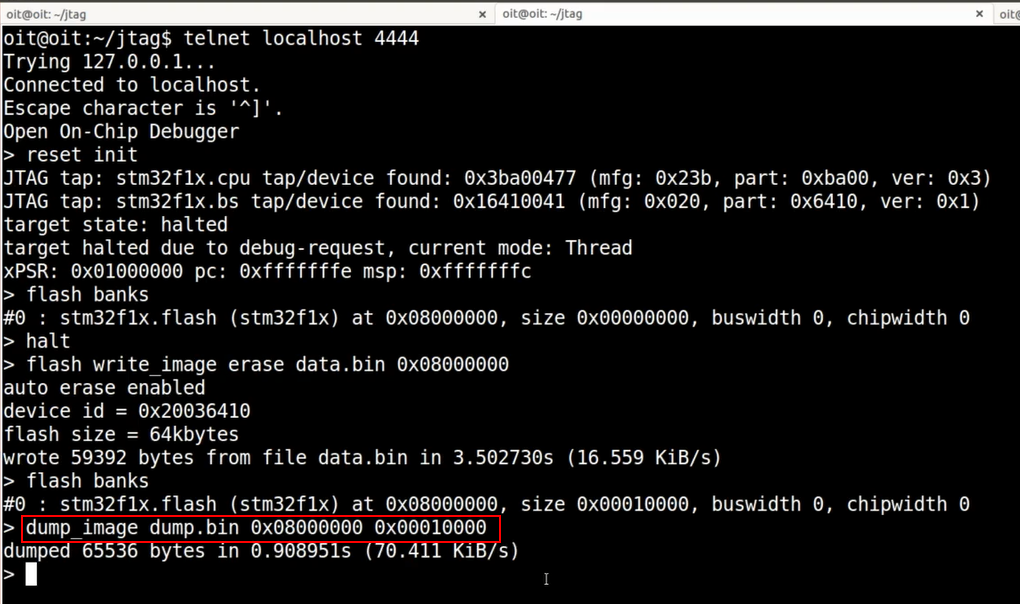 oit@oit: ~/jtag × oit@oit: ~/jtag × oit@
oit@oit:~/jtag$ telnet localhost 4444
Trying 127.0.0.1...
Connected to localhost.
Escape character is '^]'.
Open On-Chip Debugger
> reset init
JTAG tap: stm32f1x.cpu tap/device found: 0x3ba00477 (mfg: 0x23b, part: 0xba00, ver: 0x3)
JTAG tap: stm32f1x.bs tap/device found: 0x16410041 (mfg: 0x020, part: 0x6410, ver: 0x1)
target state: halted
target halted due to debug-request, current mode: Thread
xPSR: 0x01000000 pc: 0xfffffffe msp: 0xfffffffc
> flash banks
#0 : stm32f1x.flash (stm32f1x) at 0x08000000, size 0x00000000, buswidth 0, chipwidth 0
> halt
> flash write_image erase data.bin 0x08000000
auto erase enabled
device id = 0x20036410
flash size = 64kbytes
wrote 59392 bytes from file data.bin in 3.502730s (16.559 KiB/s)
> flash banks
#0 : stm32f1x.flash (stm32f1x) at 0x08000000, size 0x00010000, buswidth 0, chipwidth 0
> dump_image dump.bin 0x08000000 0x00010000
dumped 65536 bytes in 0.908951s (70.411 KiB/s)
>